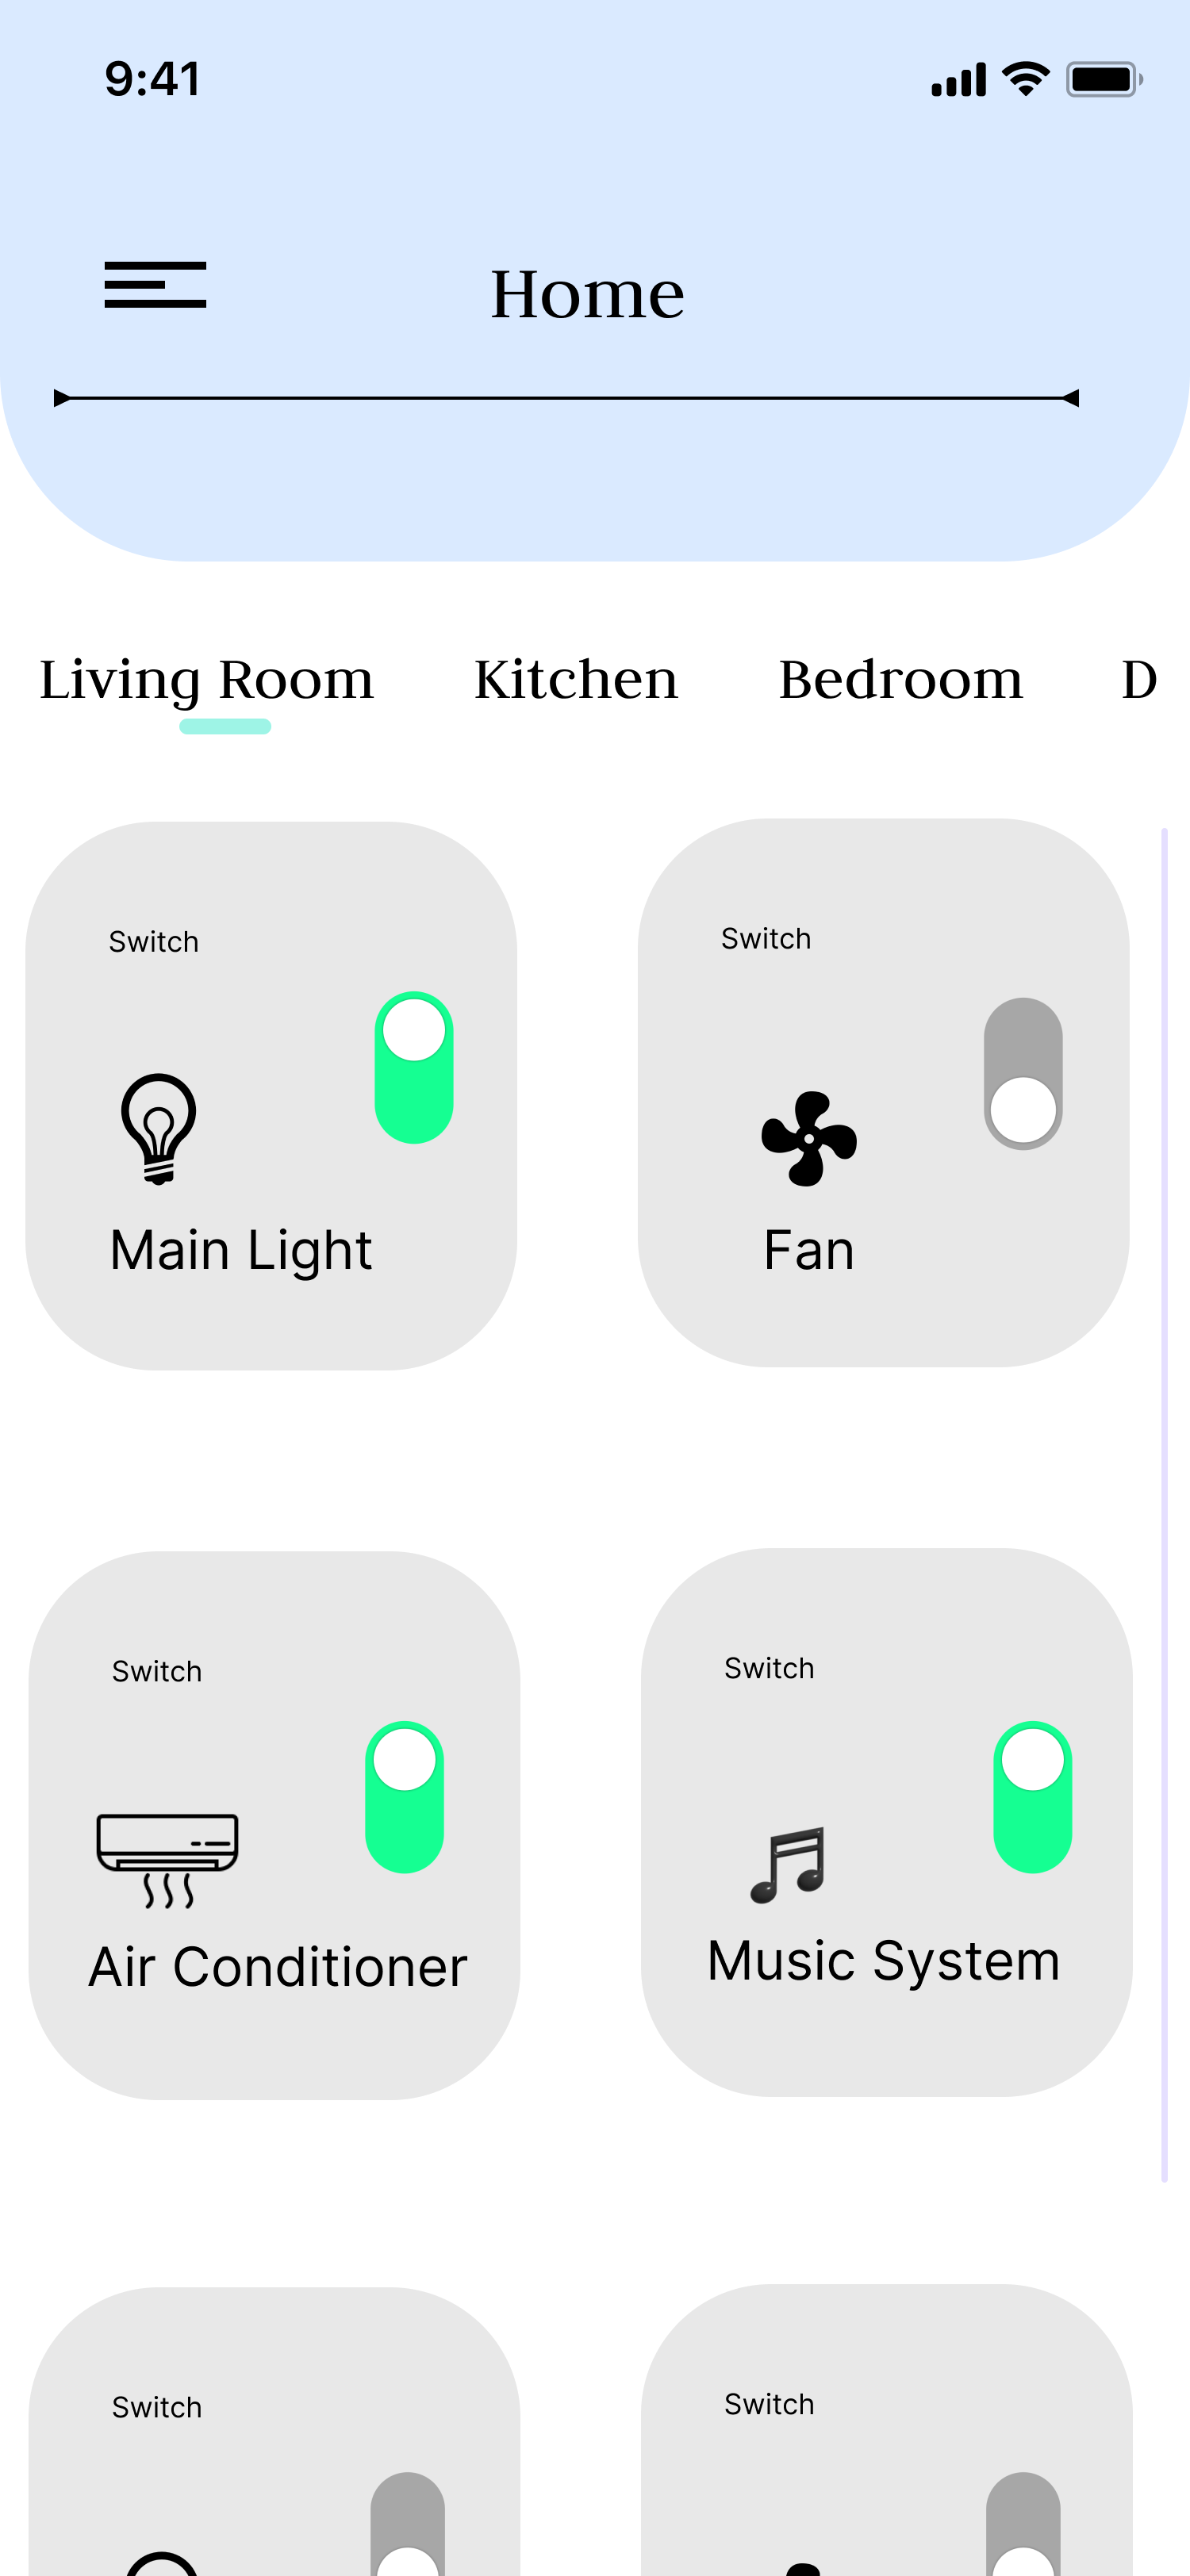 9:41
Home
Living Room Kitchen Bedroom D
Switch
Main Light
Switch
Fan
Switch
Air Conditioner
Switch
Music System
Switch
Switch